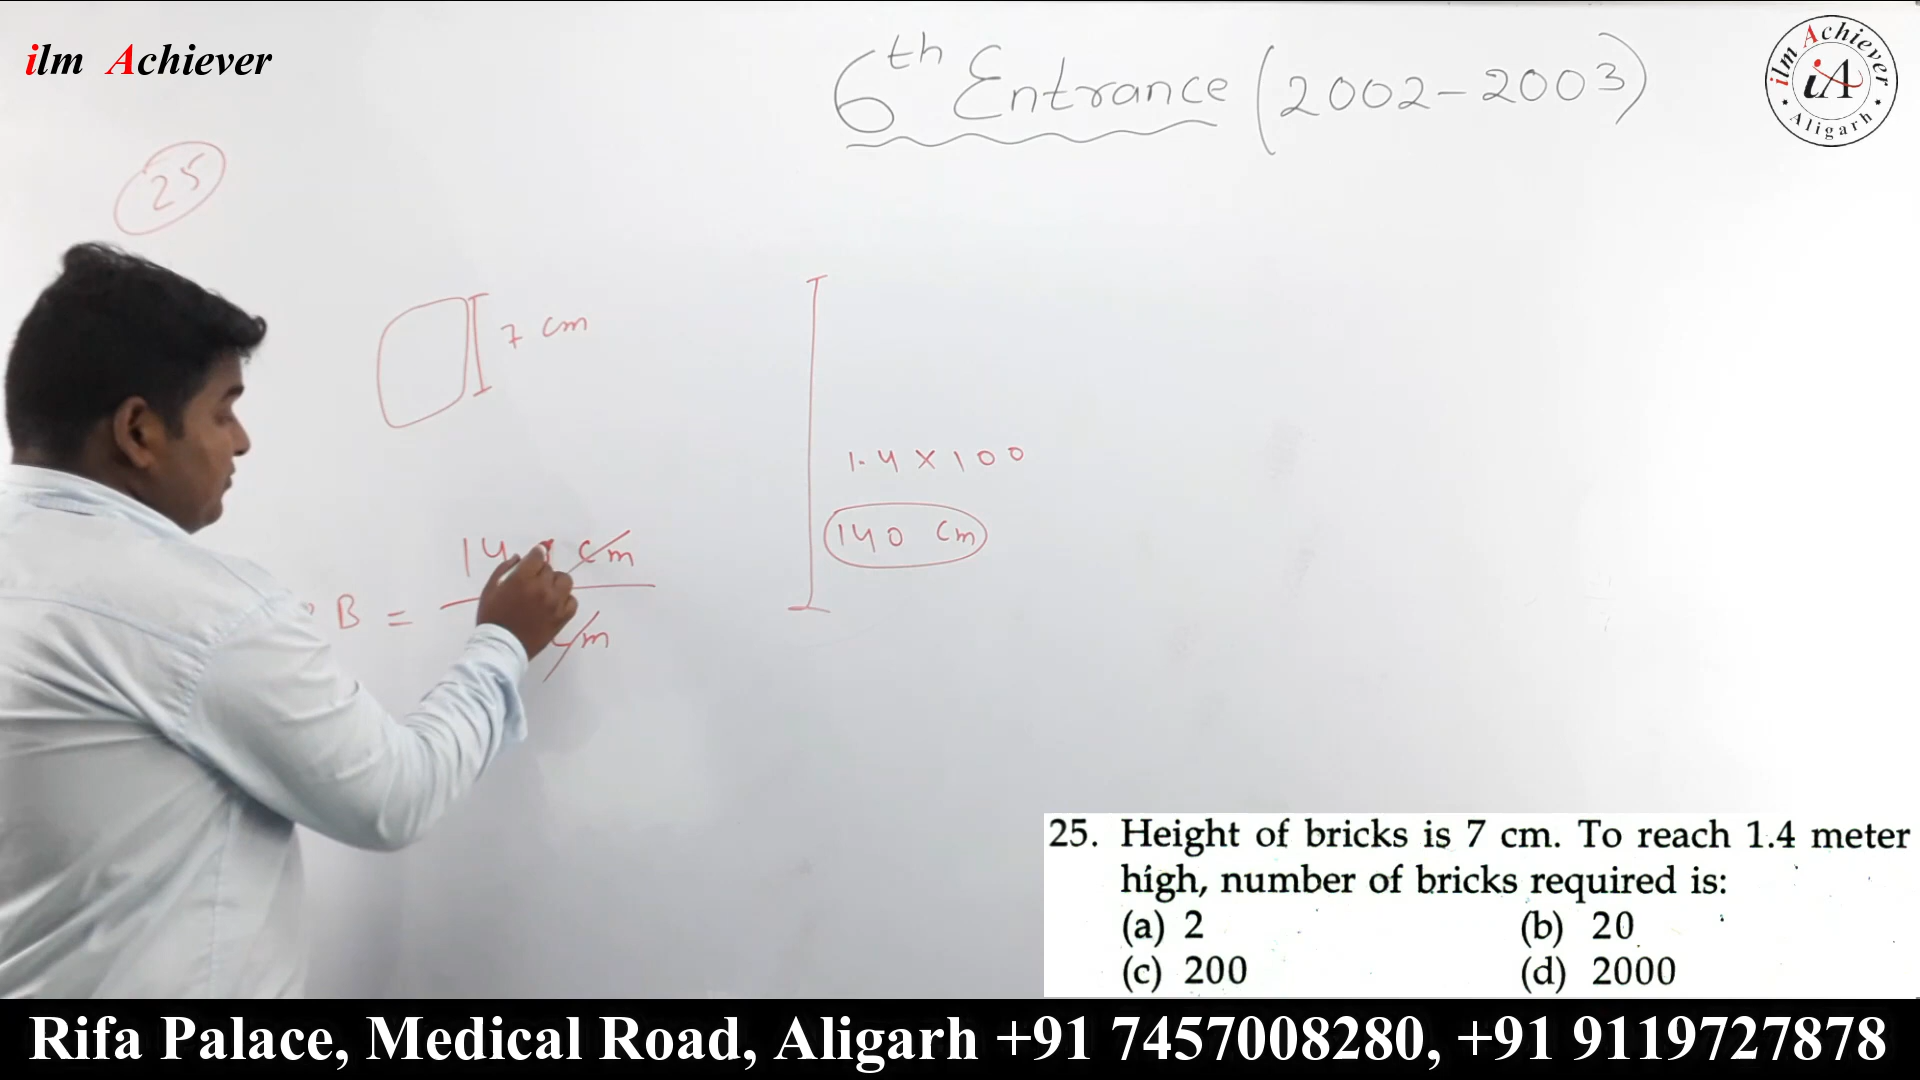 ilm Achiever
6th Entrance (2002-2003)
ilm Achiever
iA
Aligarh
25
7 cm
1.4 × 100
140 cm
14 cm
B =
cm
25. Height of bricks is 7 cm. To reach 1.4 meter
high, number of bricks required is:
(a) 2 (b) 20
(c) 200 (d) 2000
Rifa Palace, Medical Road, Aligarh +91 7457008280, +91 9119727878